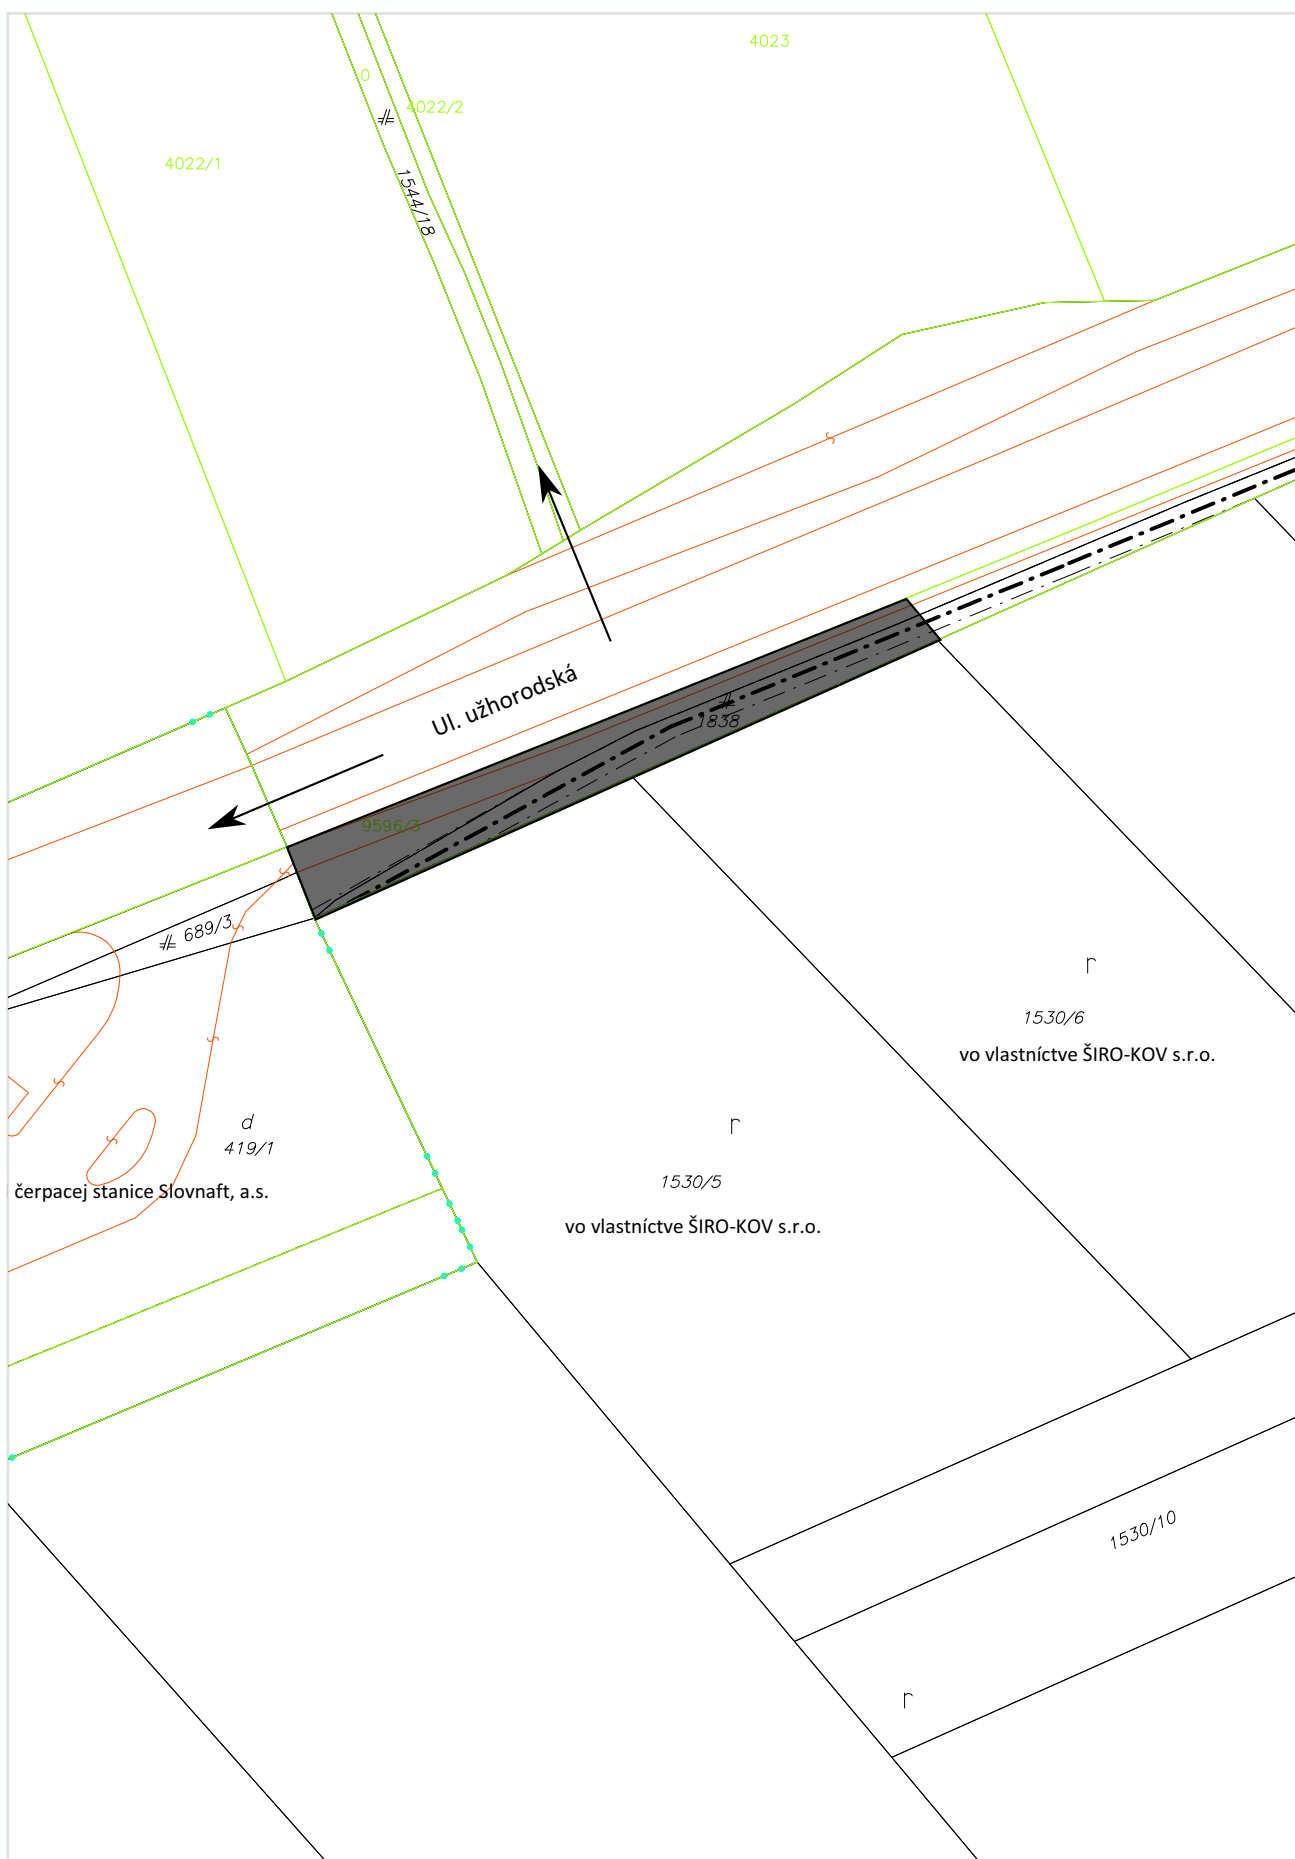 4023
0
4022/2
4022/1
1544/18
Ul. užhorodská
1838
9596/3
689/3
r
1530/6
vo vlastníctve ŠIRO-KOV s.r.o.
d
419/1
r
1530/5
čerpacej stanice Slovnaft, a.s.
vo vlastníctve ŠIRO-KOV s.r.o.
1530/10
r